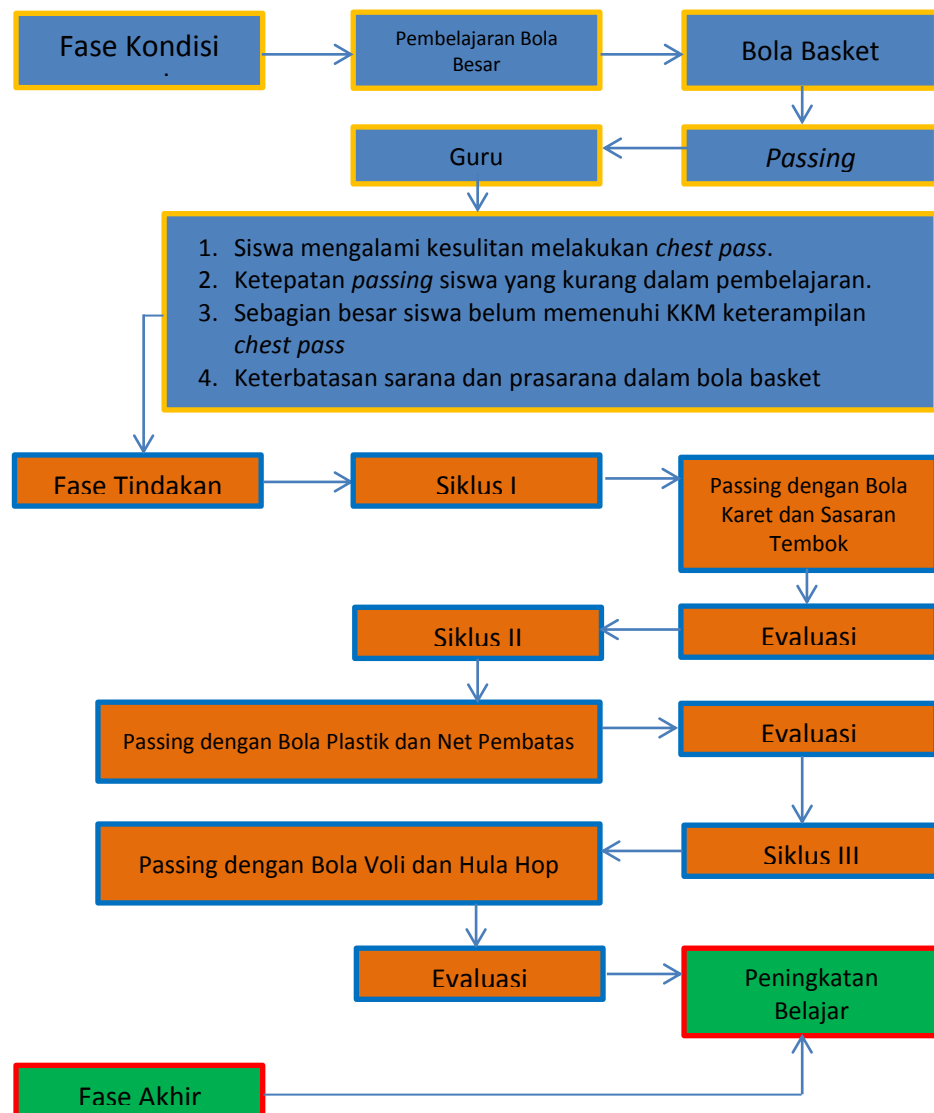 Fase Kondisi
Pembelajaran Bola
Besar
Bola Basket
Passing
Guru
1. Siswa mengalami kesulitan melakukan chest pass.
2. Ketepatan passing siswa yang kurang dalam pembelajaran.
3. Sebagian besar siswa belum memenuhi KKM keterampilan
chest pass
4. Keterbatasan sarana dan prasarana dalam bola basket
Fase Tindakan
Siklus I
Passing dengan Bola
Karet dan Sasaran
Tembok
Evaluasi
Siklus II
Passing dengan Bola Plastik dan Net Pembatas
Evaluasi
Siklus III
Passing dengan Bola Voli dan Hula Hop
Evaluasi
Peningkatan
Belajar
Fase Akhir